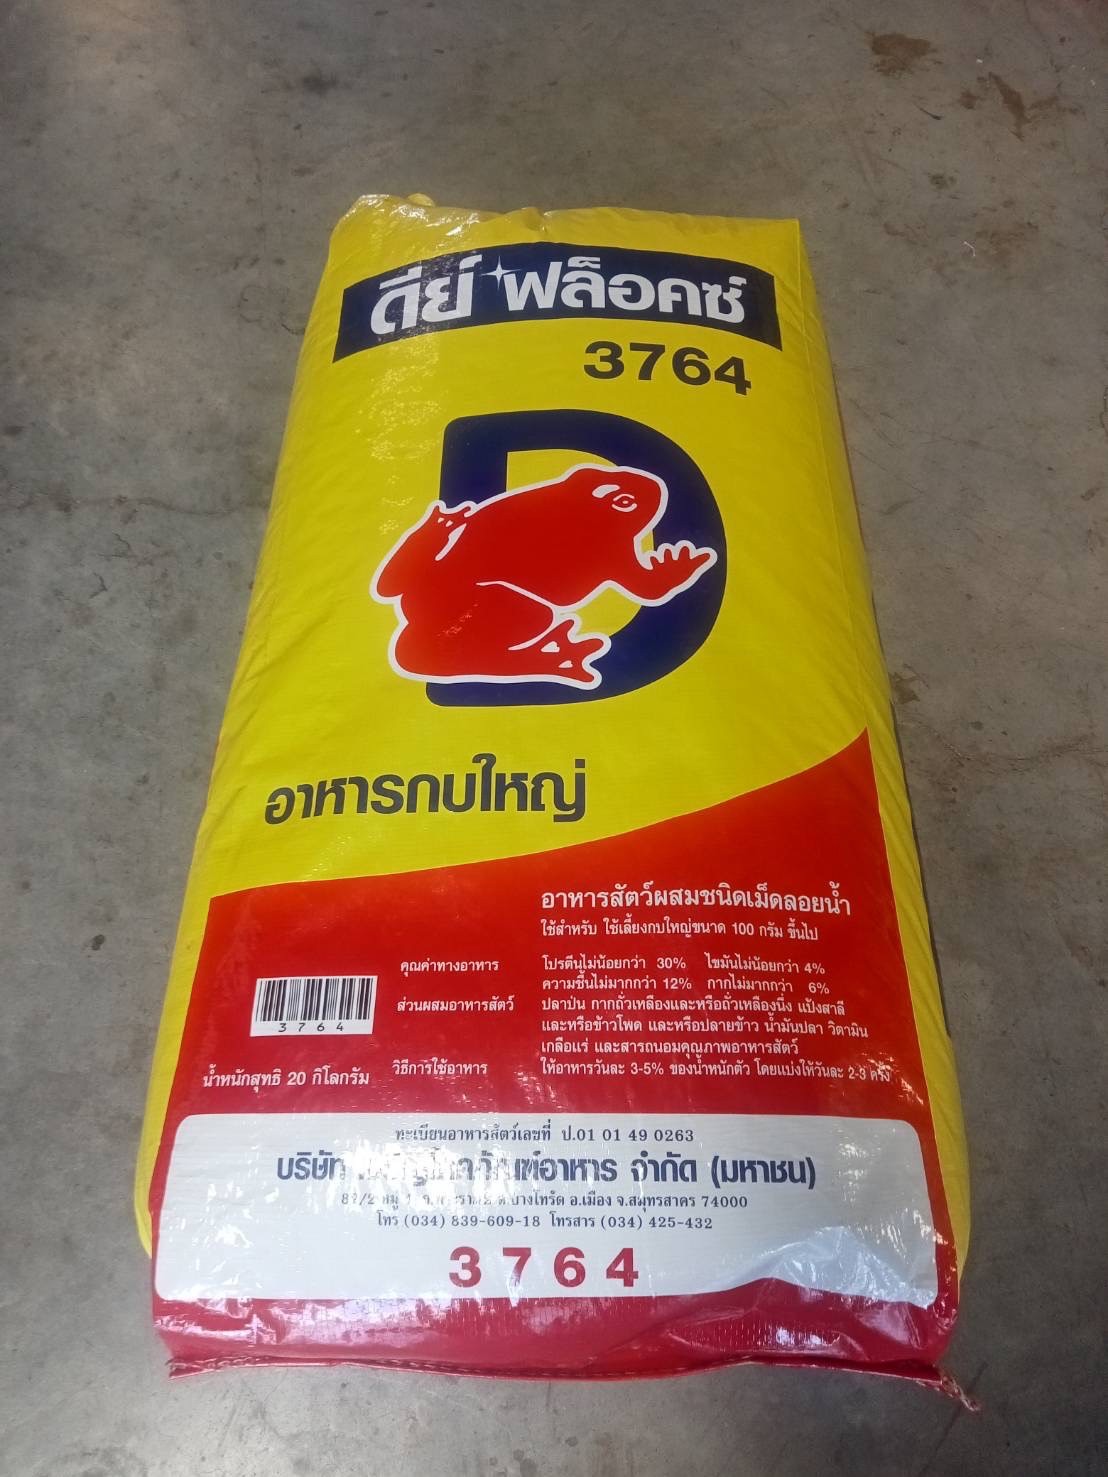 ดีย์ ฟล็อคซ์
3764
D
อาหารกบใหญ่
อาหารสัตว์ผสมชนิดเม็ดลอยน้ำ
ใช้สำหรับ ใช้เลี้ยงกบใหญ่ขนาด 100 กรัม ขึ้นไป
คุณค่าทางอาหาร โปรตีนไม่น้อยกว่า 30% ไขมันไม่น้อยกว่า 4%
ความชื้นไม่มากกว่า 12% กากไม่มากกว่า 6%
ส่วนผสมอาหารสัตว์ ปลาป่น กากถั่วเหลืองและหรือถั่วเหลืองนึ่ง แป้งสาลี
และหรือข้าวโพด และหรือปลายข้าว น้ำมันปลา วิตามิน
เกลือแร่ และสารถนอมคุณภาพอาหารสัตว์
วิธีการใช้อาหาร ให้อาหารวันละ 3-5% ของน้ำหนักตัว โดยแบ่งให้วันละ 2-3 ครั้ง
3764
น้ำหนักสุทธิ 20 กิโลกรัม
ทะเบียนอาหารสัตว์เลขที่ ป.01 01 49 0263
บริษัท จำกัด (มหาชน)
อ.เมือง จ.สมุทรสาคร 74000
โทร (034) 839-609-18 โทรสาร (034) 425-432
3764